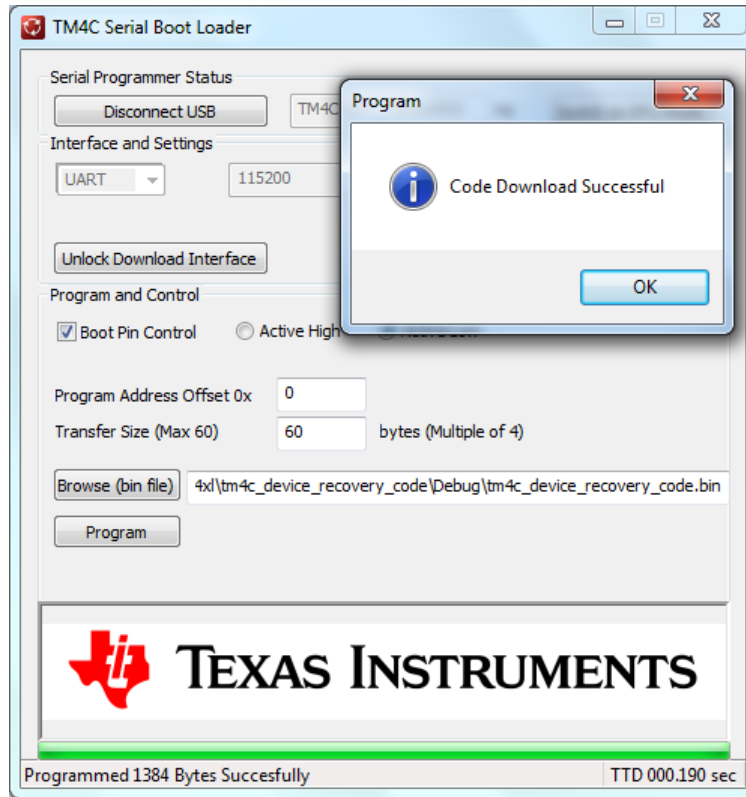 TM4C Serial Boot Loader
Serial Programmer Status
Disconnect USB
TM4C
Program
Code Download Successful
OK
Interface and Settings
UART
115200
Unlock Download Interface
Program and Control
Boot Pin Control
Active High
Program Address Offset 0x
0
Transfer Size (Max 60)
60
bytes (Multiple of 4)
Browse (bin file)
4xl\tm4c_device_recovery_code\Debug\tm4c_device_recovery_code.bin
Program
TEXAS INSTRUMENTS
Programmed 1384 Bytes Succesfully
TTD 000.190 sec